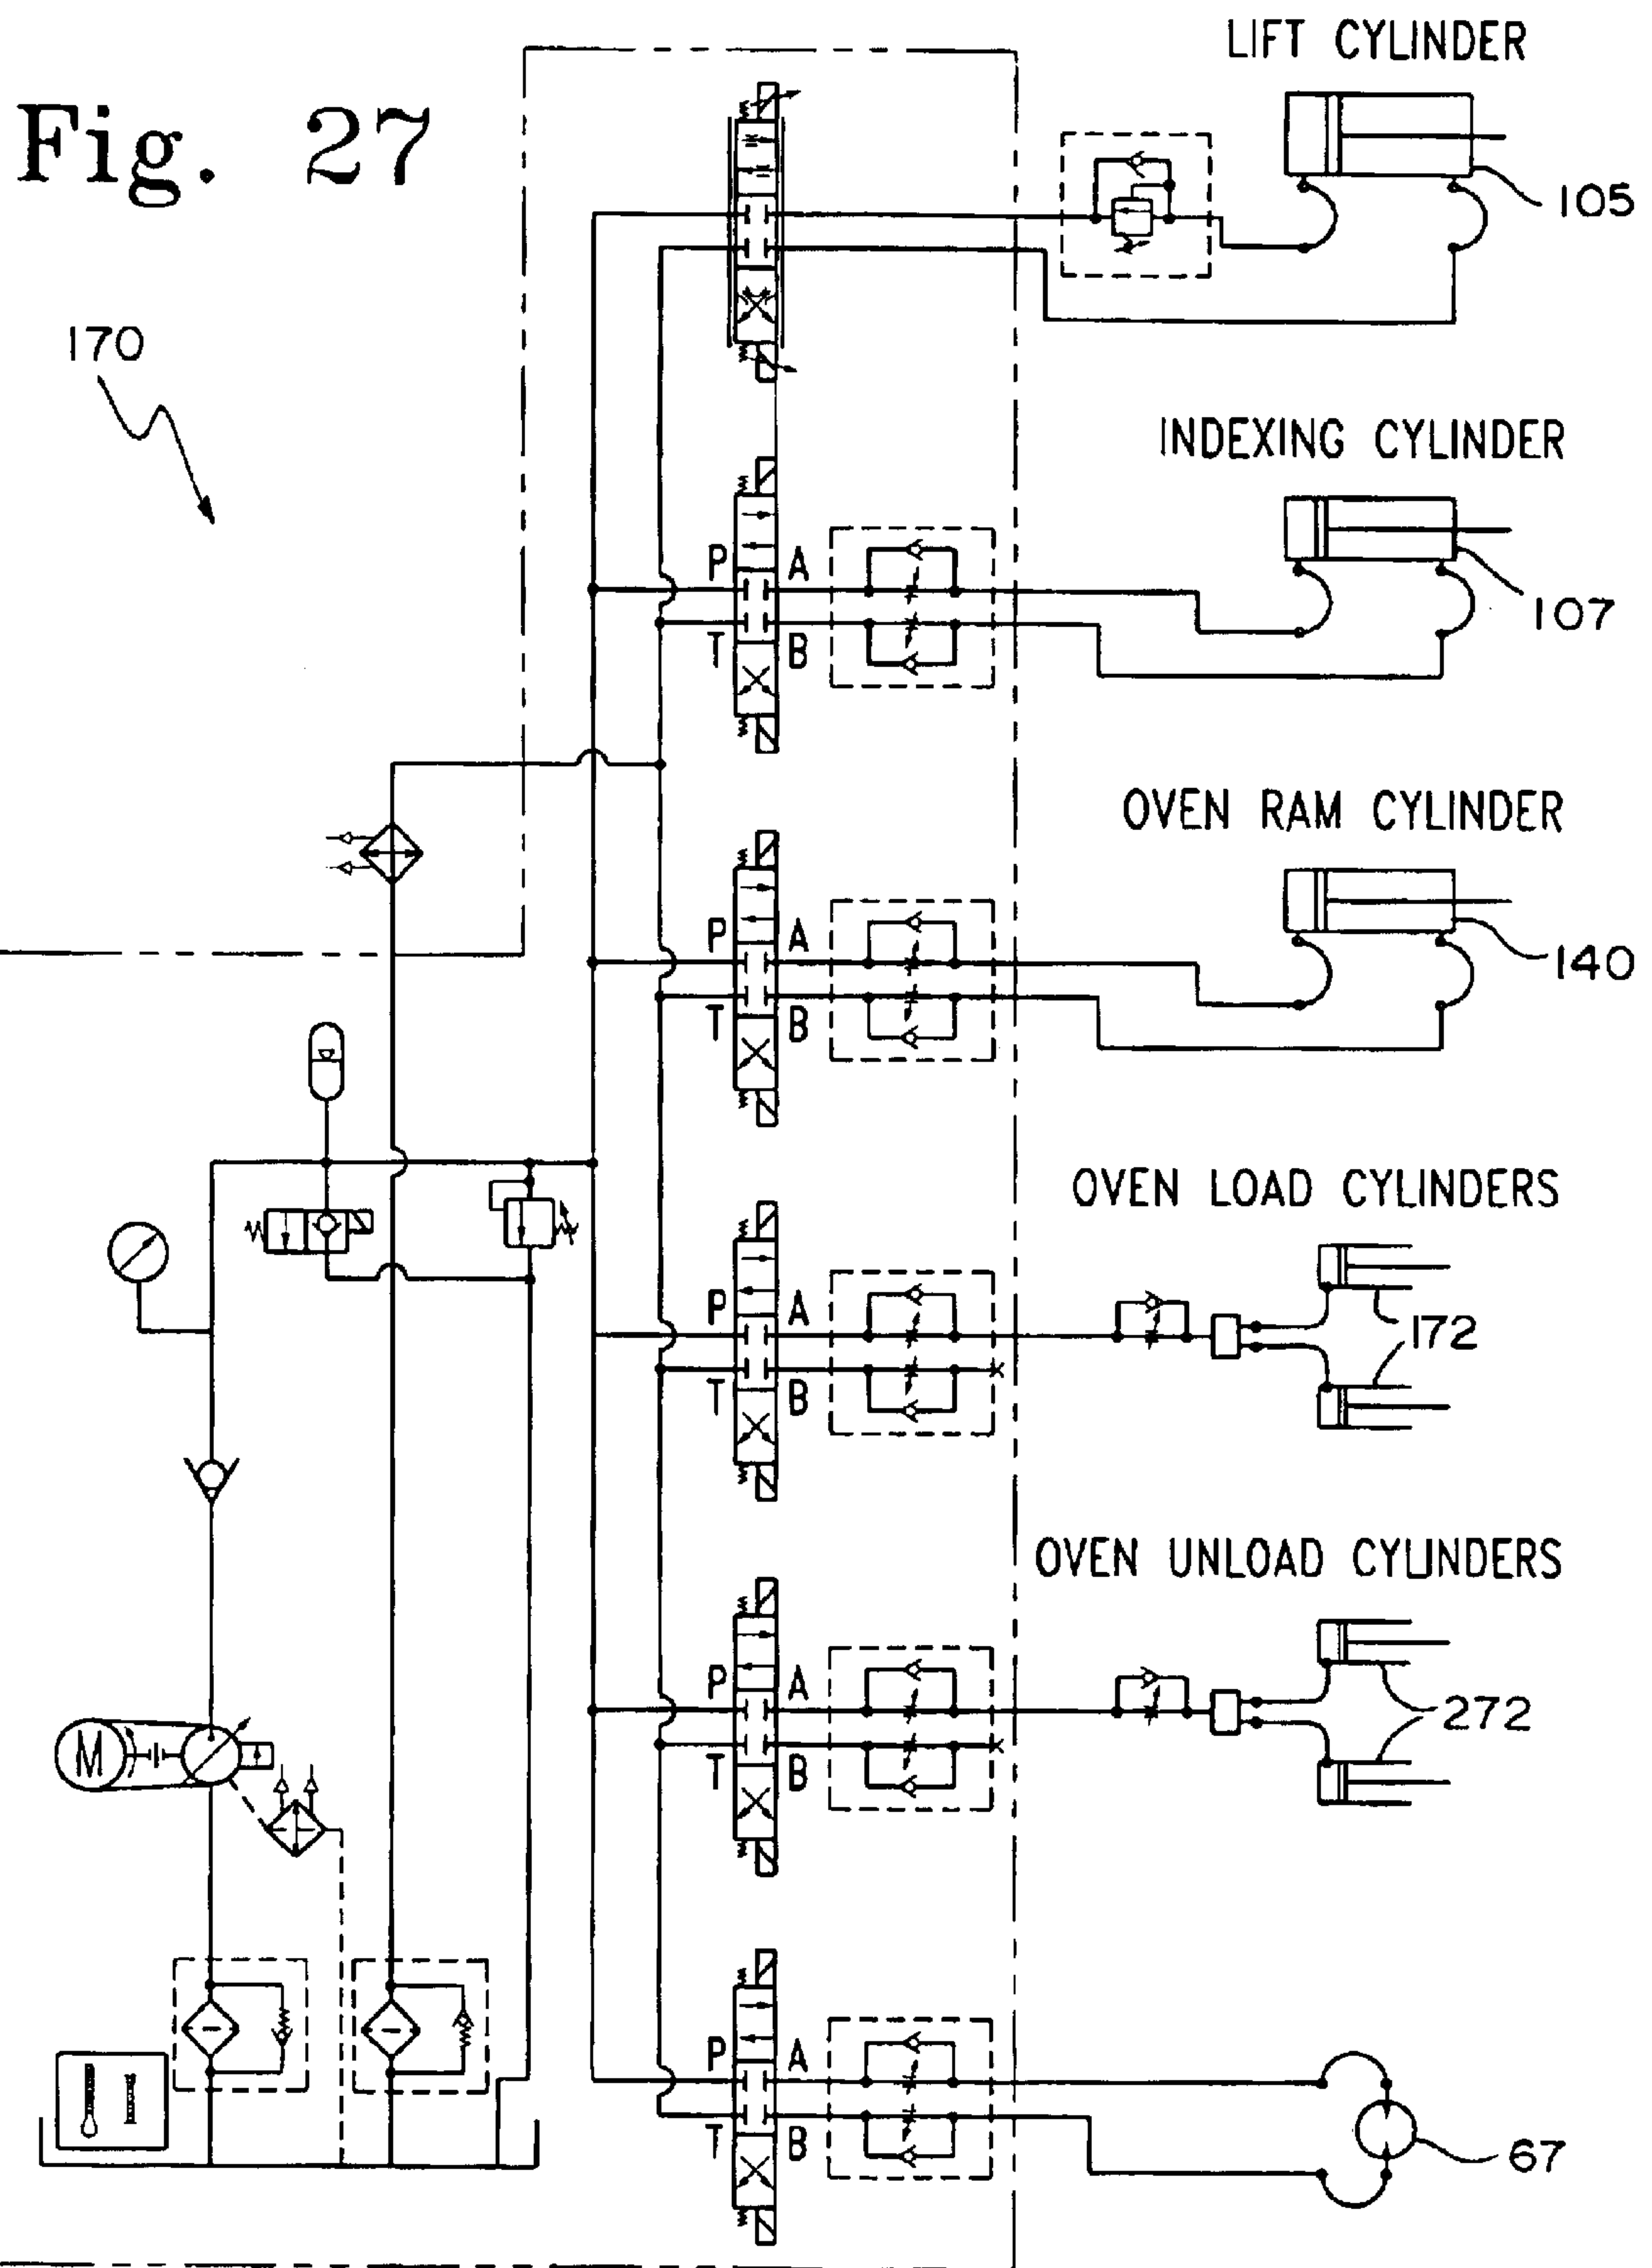 Fig. 27
170
LIFT CYLINDER
105
INDEXING CYLINDER
P A
T B
107
OVEN RAM CYLINDER
P A
T B
140
OVEN LOAD CYLINDERS
P A
T B
172
OVEN UNLOAD CYLINDERS
P A
T B
272
M
P A
T B
67